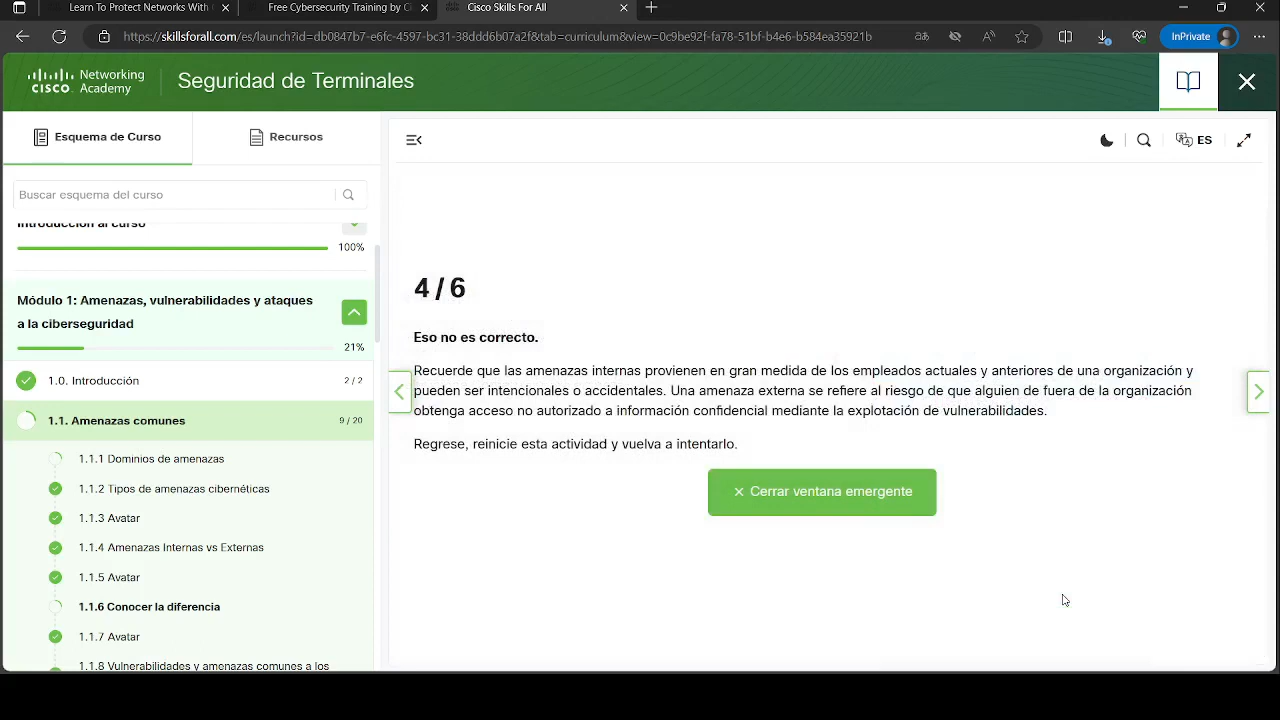 Learn To Protect Networks With
Free Cybersecurity Training by Ci
Cisco Skills For All
https://skillsforall.com/es/launch?id=db0847b7-e6fc-4597-bc31-38ddd6b07a2f&tab=curriculum&view=0c9be92f-fa78-51bf-b4e6-b584ea35921b
InPrivate
CISCO
Networking
Academy
Seguridad de Terminales
Esquema de Curso
Recursos
ES
Buscar esquema del curso
Introducción al curso
100%
Módulo 1: Amenazas, vulnerabilidades y ataques
a la ciberseguridad
21%
1.0. Introducción
2 / 2
1.1. Amenazas comunes
9 / 20
1.1.1 Dominios de amenazas
1.1.2 Tipos de amenazas cibernéticas
1.1.3 Avatar
1.1.4 Amenazas Internas vs Externas
1.1.5 Avatar
1.1.6 Conocer la diferencia
1.1.7 Avatar
1.1.8 Vulnerabilidades y amenazas comunes a los
4 / 6
Eso no es correcto.
Recuerde que las amenazas internas provienen en gran medida de los empleados actuales y anteriores de una organización y
pueden ser intencionales o accidentales. Una amenaza externa se refiere al riesgo de que alguien de fuera de la organización
obtenga acceso no autorizado a información confidencial mediante la explotación de vulnerabilidades.
Regrese, reinicie esta actividad y vuelva a intentarlo.
Cerrar ventana emergente